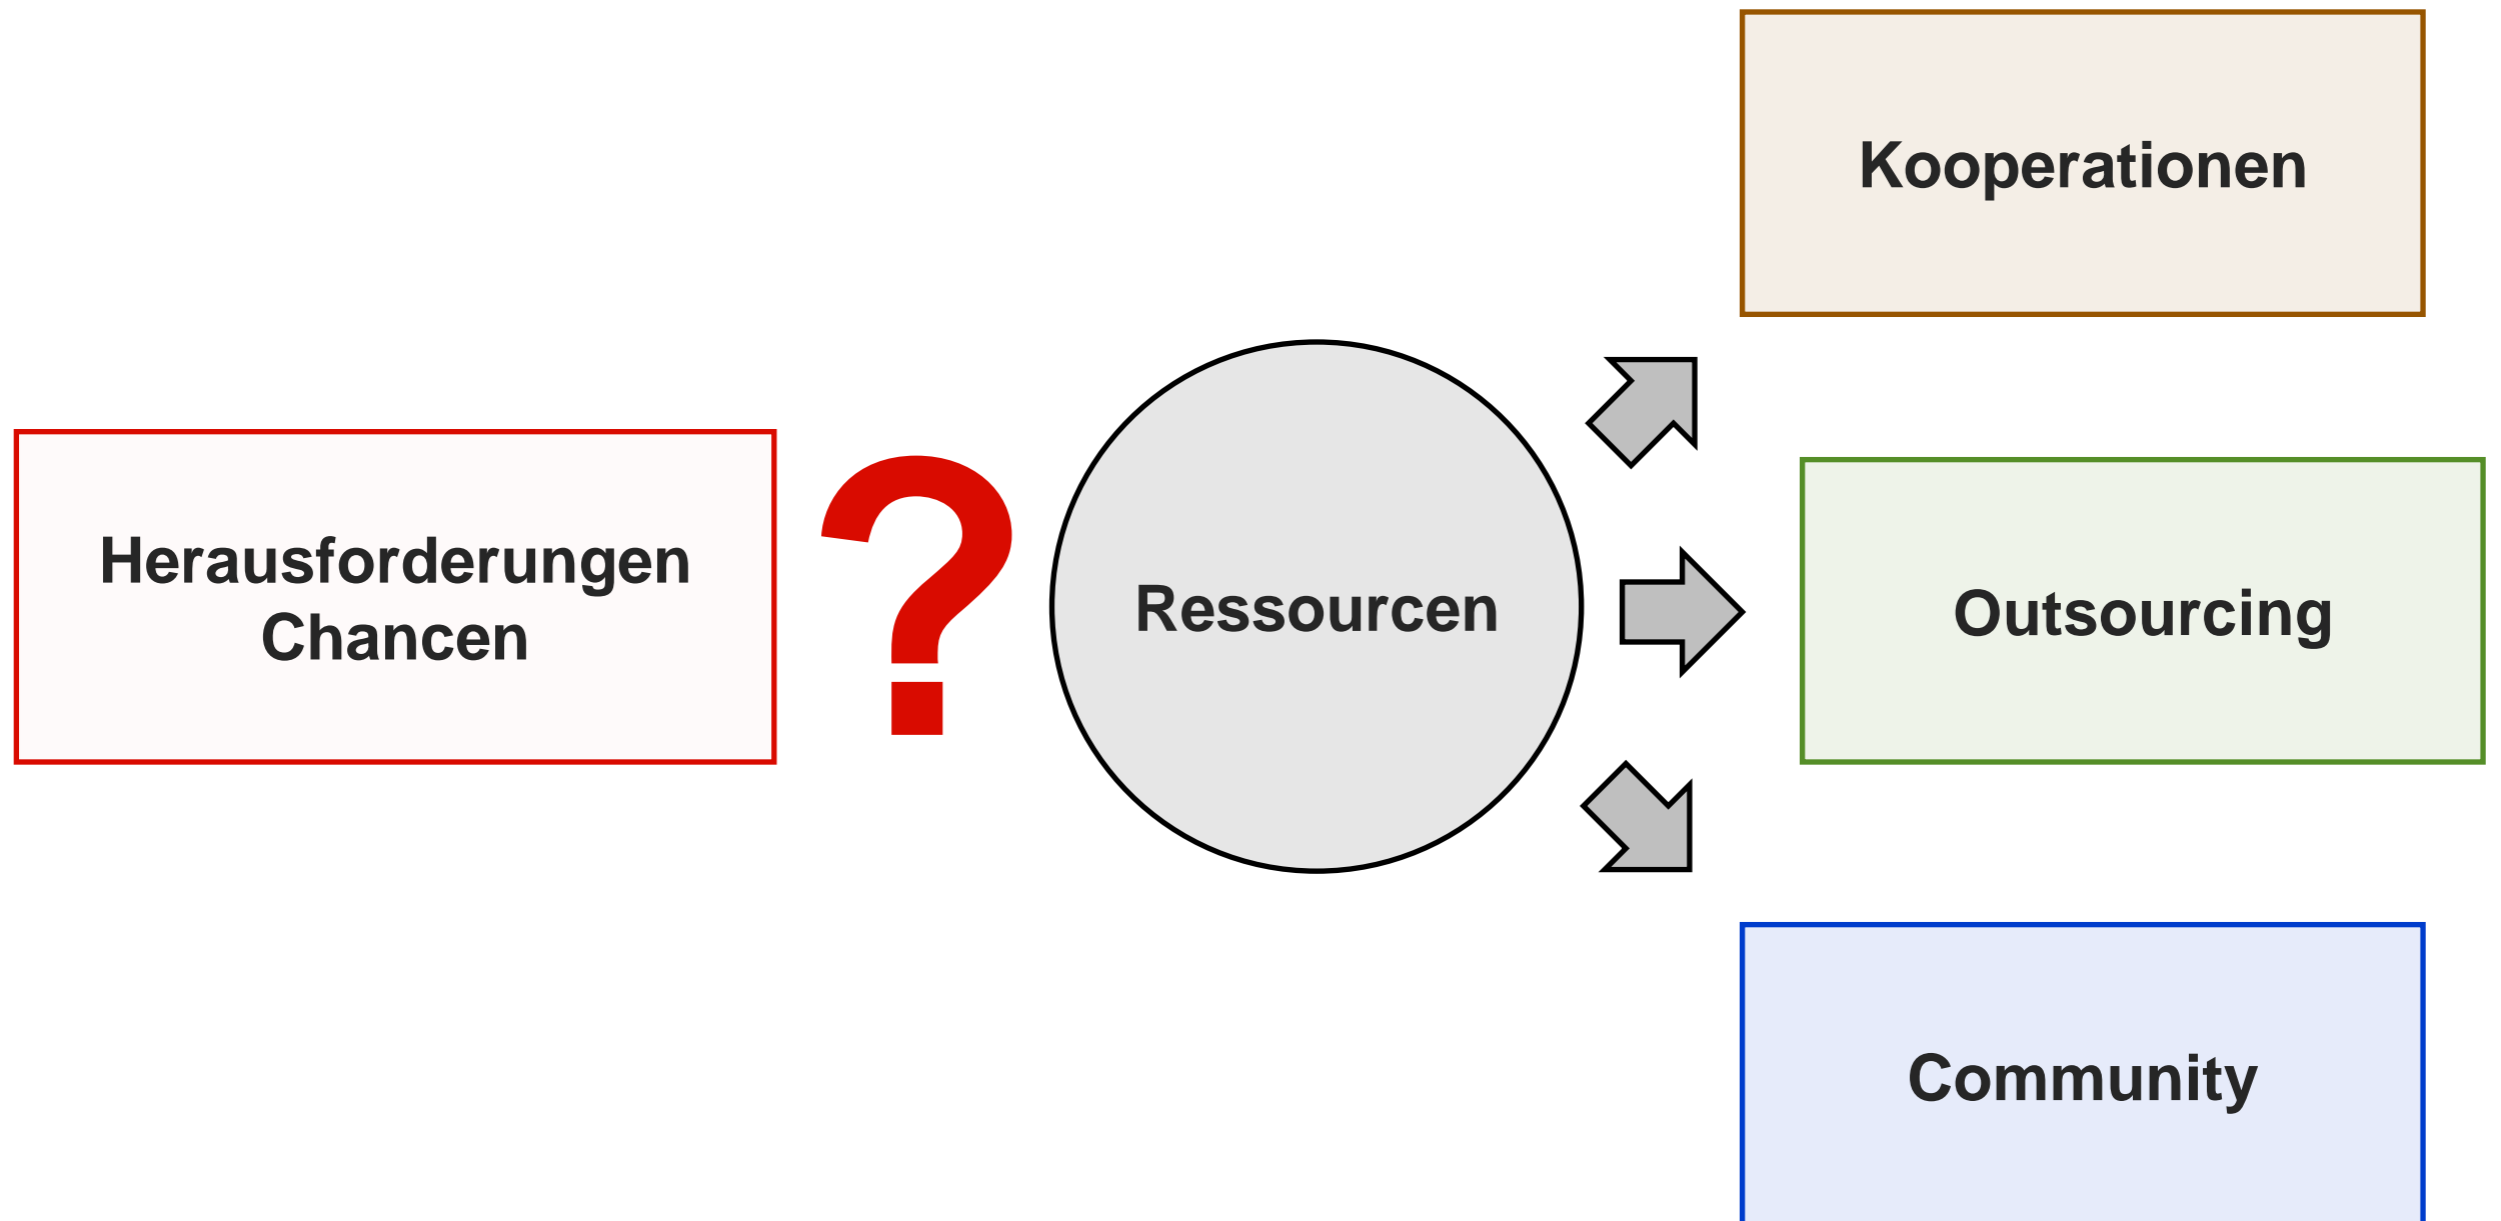 Herausforderungen
Chancen
?
Ressourcen
Kooperationen
Outsourcing
Community